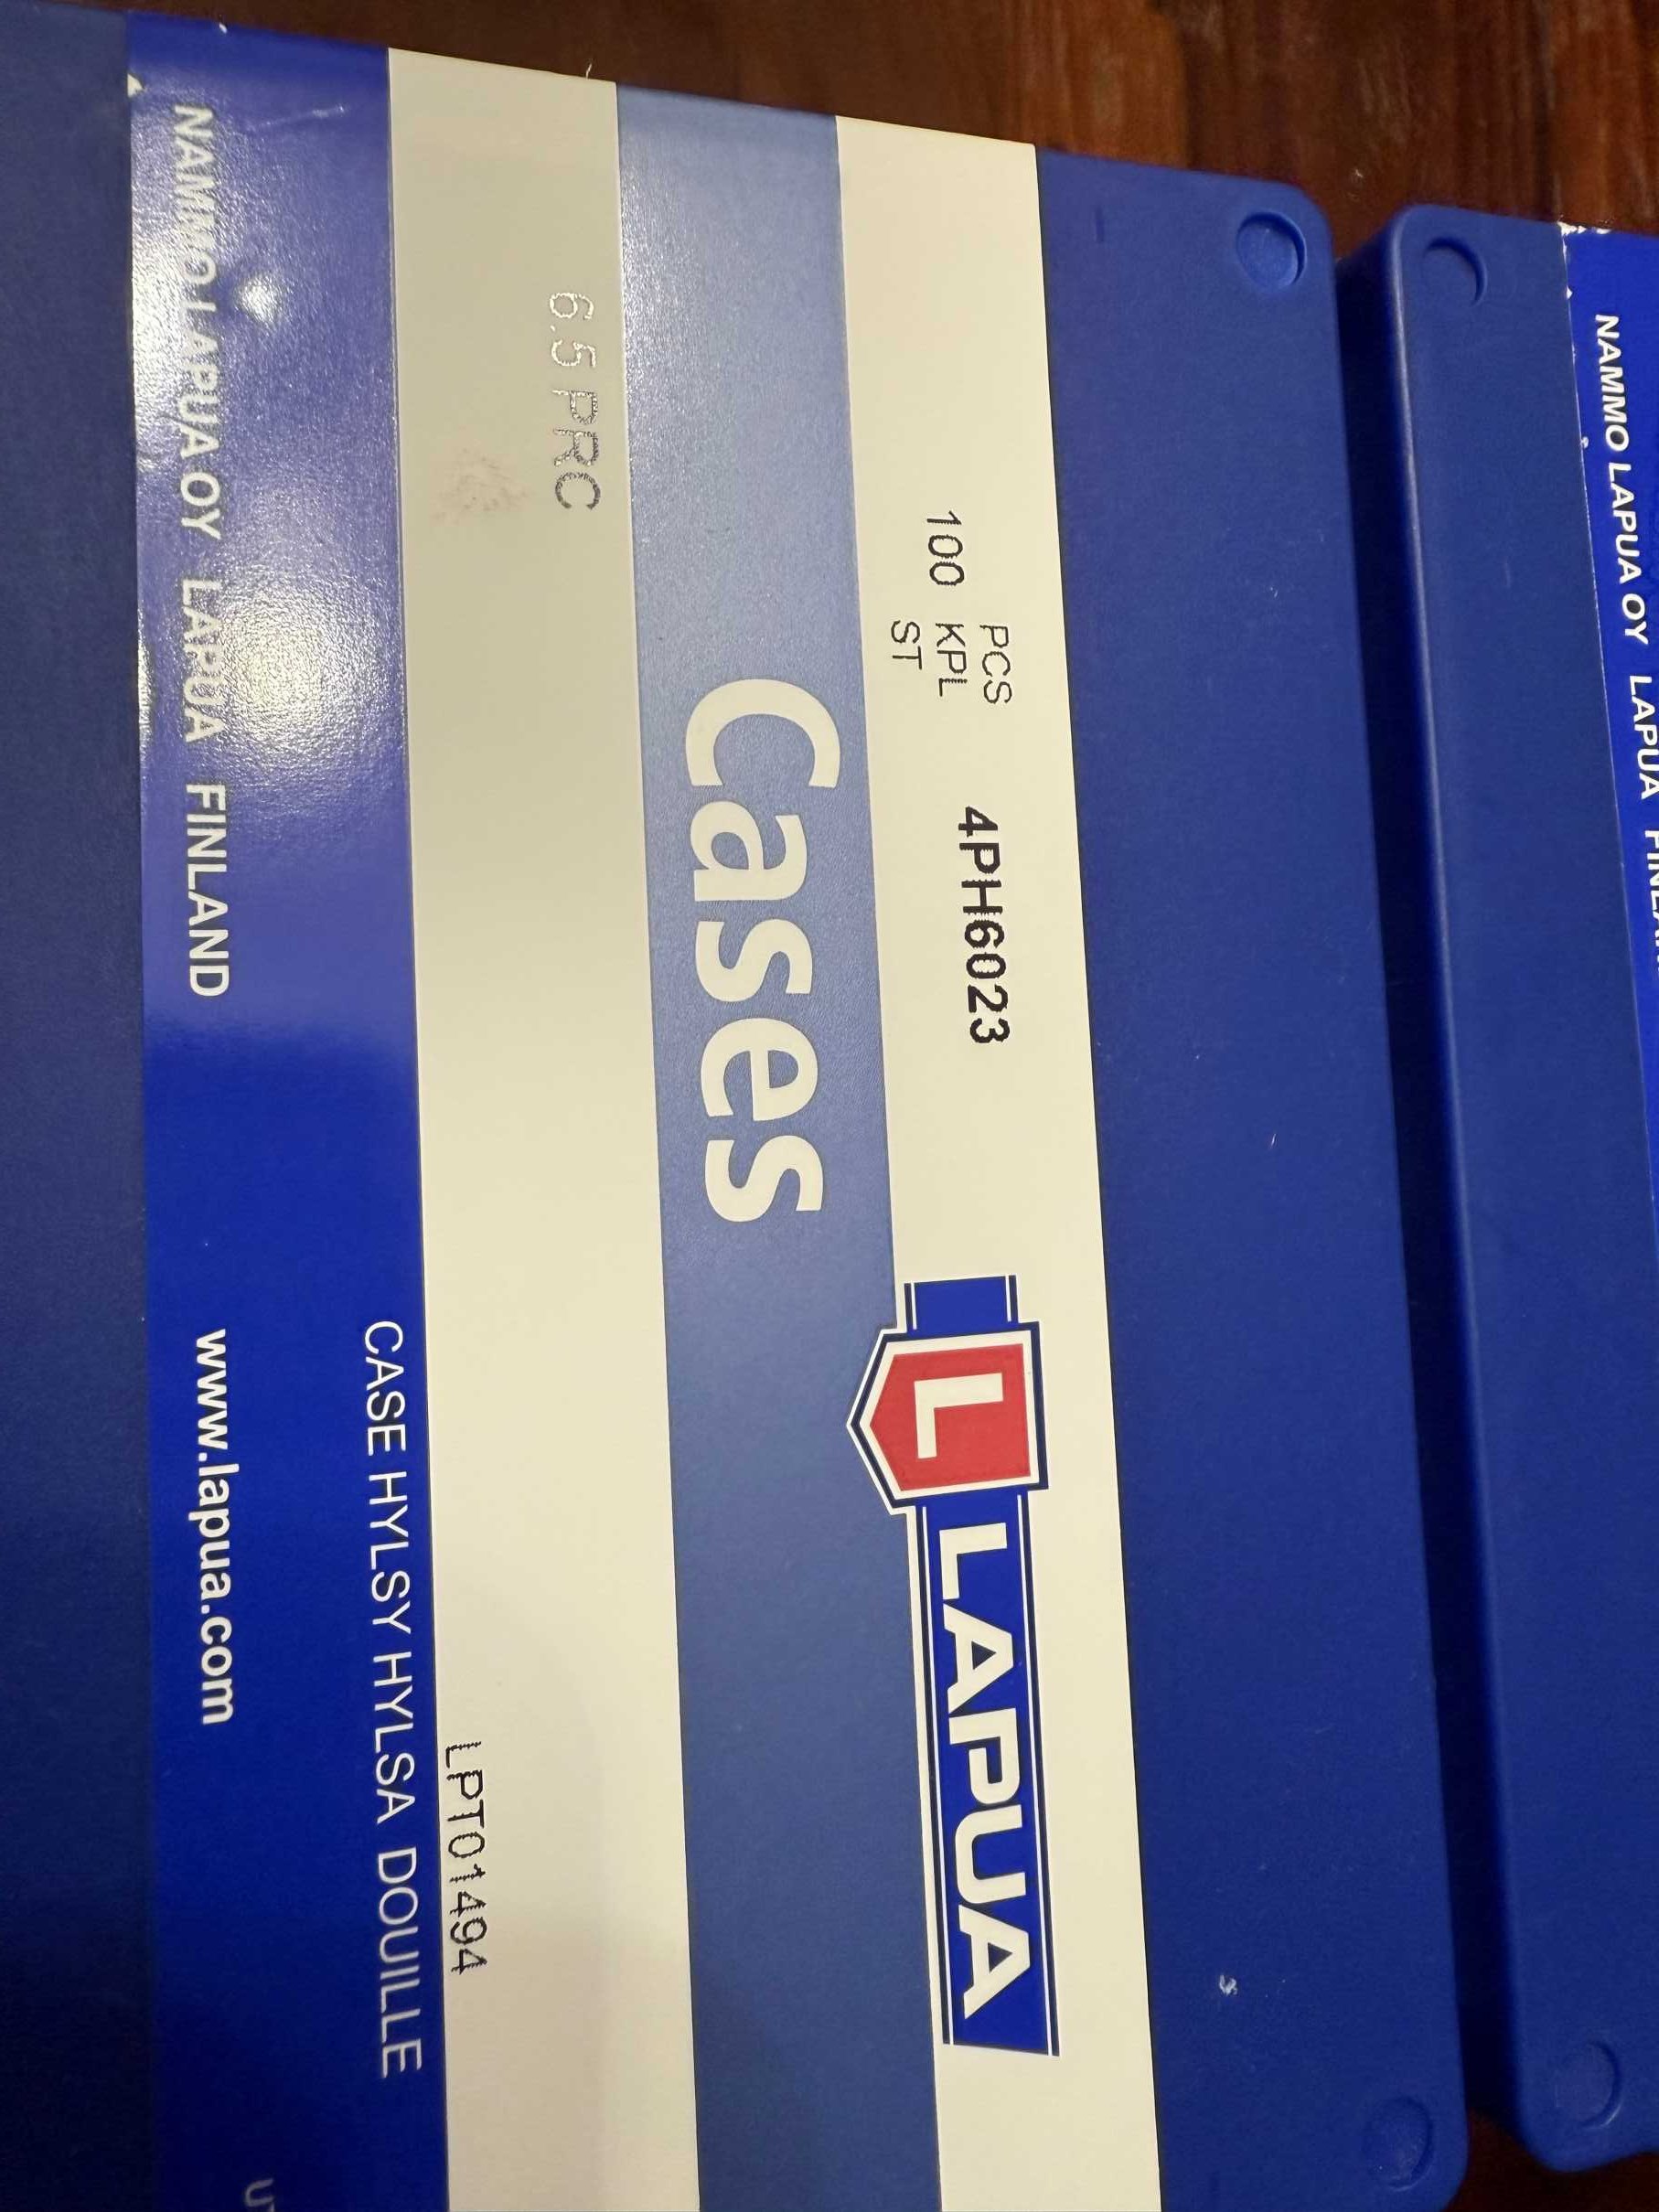 100
PCS
KPL
ST
4PH6023
L LAPUA
Cases
6.5 PRC
LPT01494
CASE HYLSY HYLSA DOUILLE
NAMMO LAPUA OY LAPUA FINLAND
www.lapua.com
NAMMO LAPUA OY LAPUA